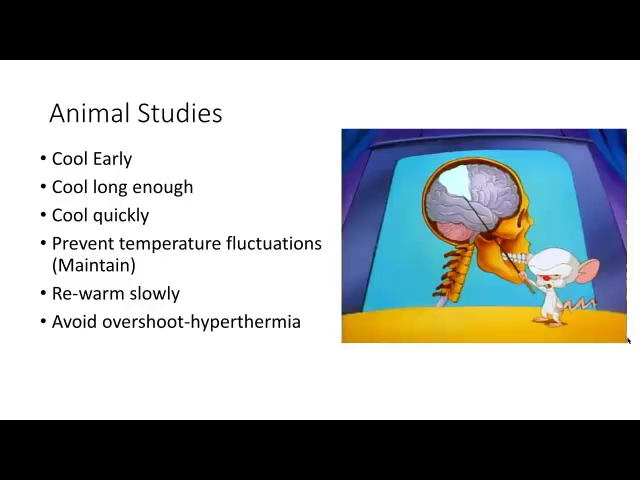 Animal Studies
• Cool Early
• Cool long enough
• Cool quickly
• Prevent temperature fluctuations
(Maintain)
• Re-warm slowly
• Avoid overshoot-hyperthermia